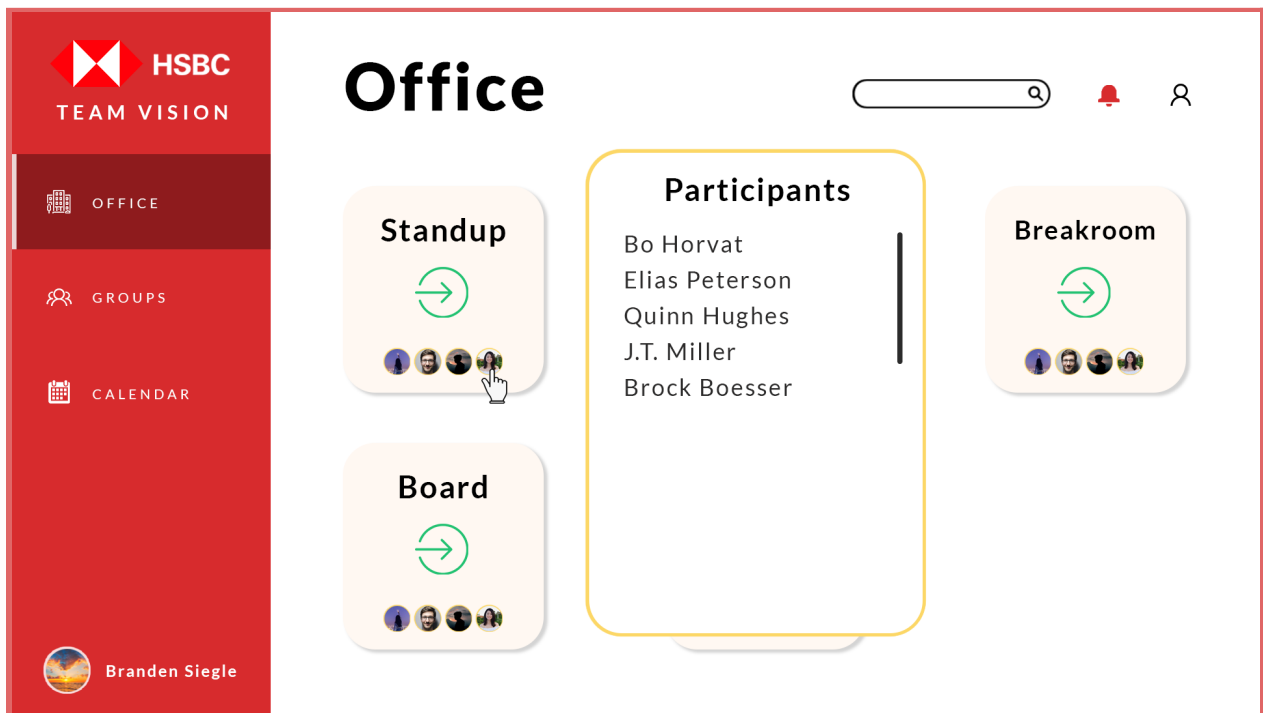 HSBC
TEAM VISION
OFFICE
GROUPS
CALENDAR
Branden Siegle
Office
Standup
Participants
Bo Horvat
Elias Peterson
Quinn Hughes
J.T. Miller
Brock Boesser
Breakroom
Board